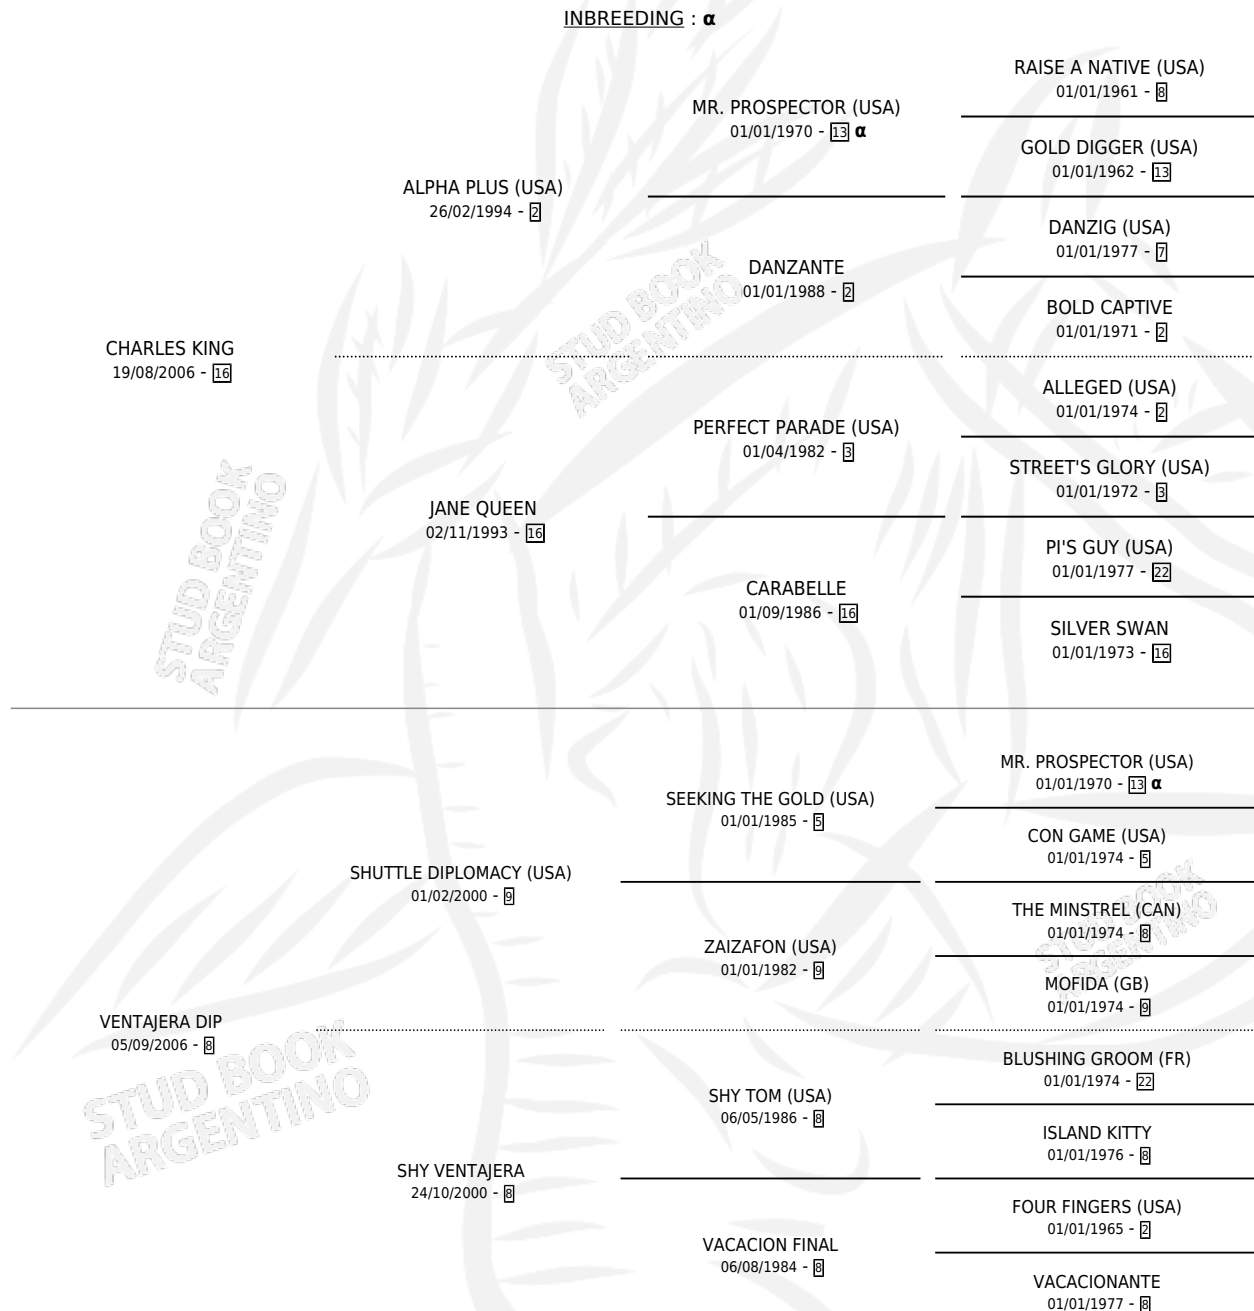 INBREEDING : α
RAISE A NATIVE (USA)
01/01/1961 - 8
MR. PROSPECTOR (USA)
01/01/1970 - 13 α
GOLD DIGGER (USA)
01/01/1962 - 13
ALPHA PLUS (USA)
26/02/1994 - 2
DANZIG (USA)
01/01/1977 - 7
DANZANTE
01/01/1988 - 2
BOLD CAPTIVE
01/01/1971 - 2
CHARLES KING
19/08/2006 - 16
ALLEGED (USA)
01/01/1974 - 2
PERFECT PARADE (USA)
01/04/1982 - 3
STREET'S GLORY (USA)
01/01/1972 - 3
JANE QUEEN
02/11/1993 - 16
PI'S GUY (USA)
01/01/1977 - 22
CARABELLE
01/09/1986 - 16
SILVER SWAN
01/01/1973 - 16
MR. PROSPECTOR (USA)
01/01/1970 - 13 α
SEEKING THE GOLD (USA)
01/01/1985 - 5
CON GAME (USA)
01/01/1974 - 5
SHUTTLE DIPLOMACY (USA)
01/02/2000 - 9
THE MINSTREL (CAN)
01/01/1974 - 8
ZAIZAFON (USA)
01/01/1982 - 9
MOFIDA (GB)
01/01/1974 - 9
VENTAJERA DIP
05/09/2006 - 8
BLUSHING GROOM (FR)
01/01/1974 - 22
SHY TOM (USA)
06/05/1986 - 8
ISLAND KITTY
01/01/1976 - 8
SHY VENTAJERA
24/10/2000 - 8
FOUR FINGERS (USA)
01/01/1965 - 2
VACACION FINAL
06/08/1984 - 8
VACACIONANTE
01/01/1977 - 8
STUD BOOK
ARGENTINO
STUD BOOK
ARGENTINO
STUD BOOK
ARGENTINO
STUD BOOK
ARGENTINO